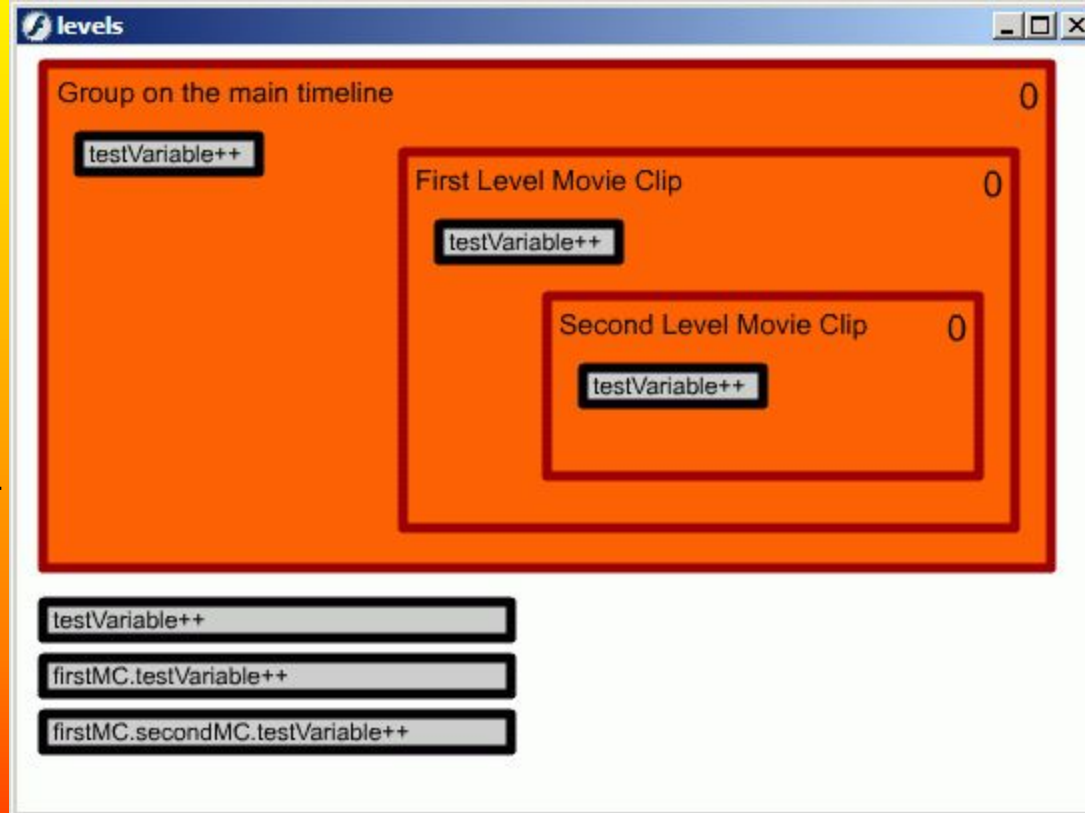 levels
Group on the main timeline 0
testVariable++
First Level Movie Clip 0
testVariable++
Second Level Movie Clip 0
testVariable++
testVariable++
firstMC.testVariable++
firstMC.secondMC.testVariable++